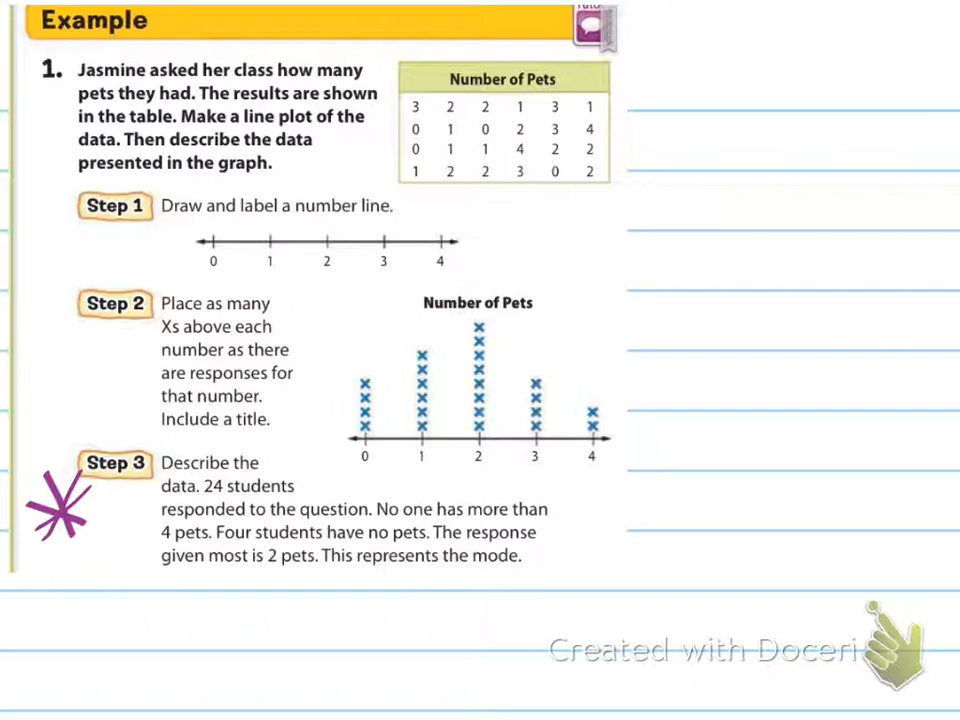 Example
1. Jasmine asked her class how many
pets they had. The results are shown
in the table. Make a line plot of the
data. Then describe the data
presented in the graph.
Number of Pets
3 2 2 1 3 1
0 1 0 2 3 4
0 1 1 4 2 2
1 2 2 3 0 2
Step 1 Draw and label a number line.
0 1 2 3 4
Step 2 Place as many
Xs above each
number as there
are responses for
that number.
Include a title.
Number of Pets
0 1 2 3 4
Step 3 Describe the
data. 24 students
responded to the question. No one has more than
4 pets. Four students have no pets. The response
given most is 2 pets. This represents the mode.
Created with Doceri